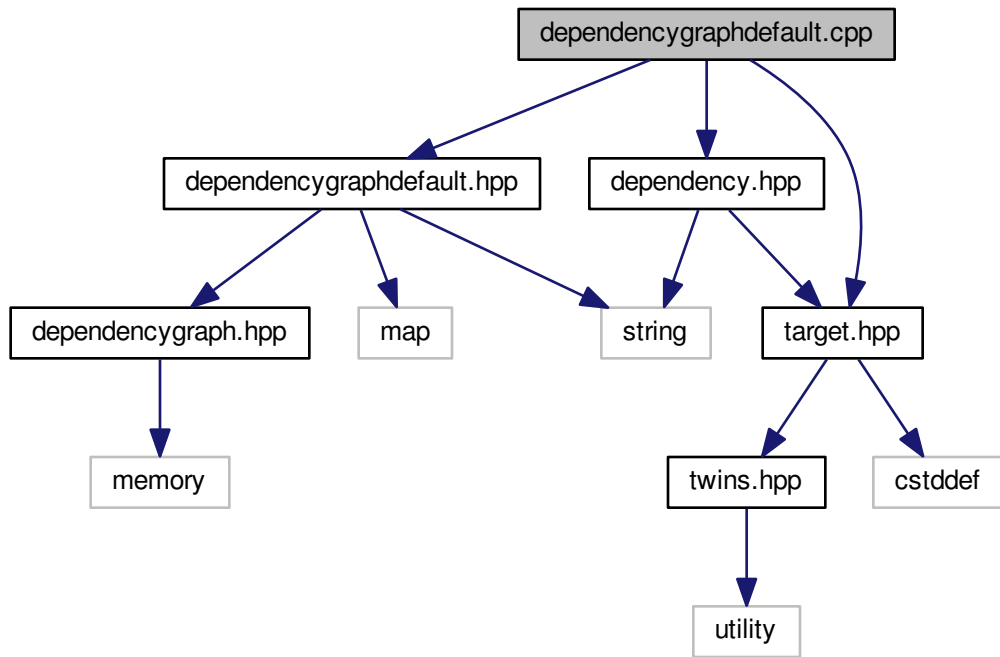 dependencygraphdefault.cpp
dependencygraphdefault.hpp
dependency.hpp
dependencygraph.hpp
map
string
target.hpp
memory
twins.hpp
cstddef
utility